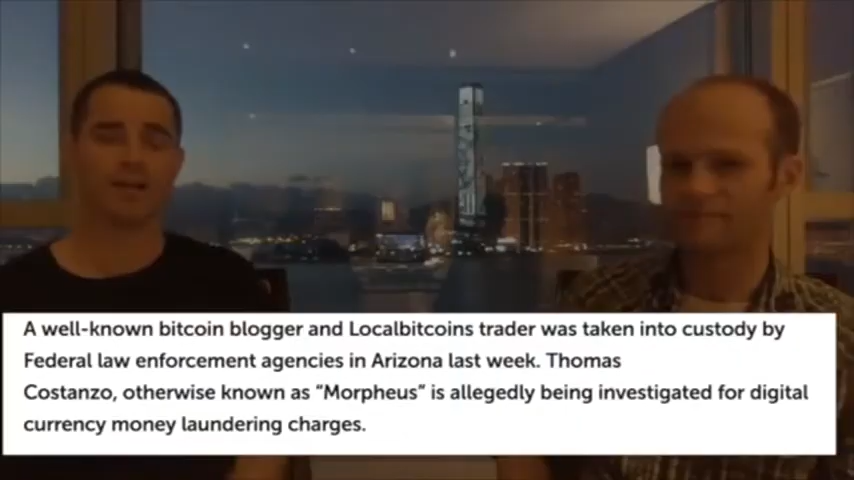 A well-known bitcoin blogger and Localbitcoins trader was taken into custody by
Federal law enforcement agencies in Arizona last week. Thomas
Costanzo, otherwise known as “Morpheus” is allegedly being investigated for digital
currency money laundering charges.